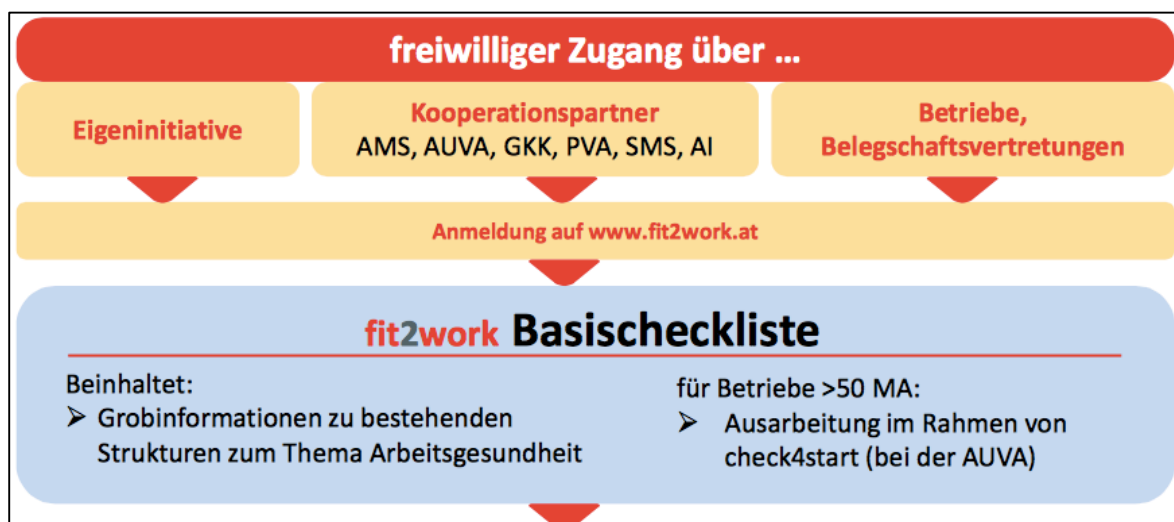 freiwilliger Zugang über ...
Eigeninitiative
Kooperationspartner
AMS, AUVA, GKK, PVA, SMS, AI
Betriebe,
Belegschaftsvertretungen
Anmeldung auf www.fit2work.at
fit2work Basischeckliste
Beinhaltet:
➢ Grobinformationen zu bestehenden
Strukturen zum Thema Arbeitsgesundheit
für Betriebe >50 MA:
➢ Ausarbeitung im Rahmen von
check4start (bei der AUVA)